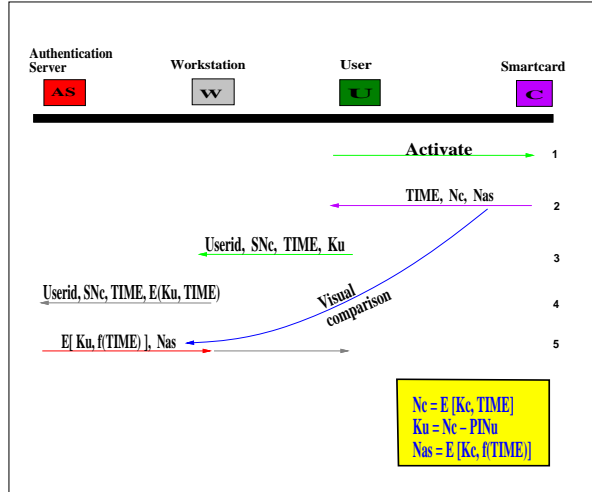 Authentication
Server
Workstation
User
Smartcard
AS
W
U
C
Activate
1
TIME, Nc, Nas
2
Userid, SNc, TIME, Ku
3
Userid, SNc, TIME, E(Ku, TIME)
4
Visual
comparison
E[ Ku, f(TIME) ], Nas
5
Nc = E [Kc, TIME]
Ku = Nc – PINu
Nas = E [Kc, f(TIME)]